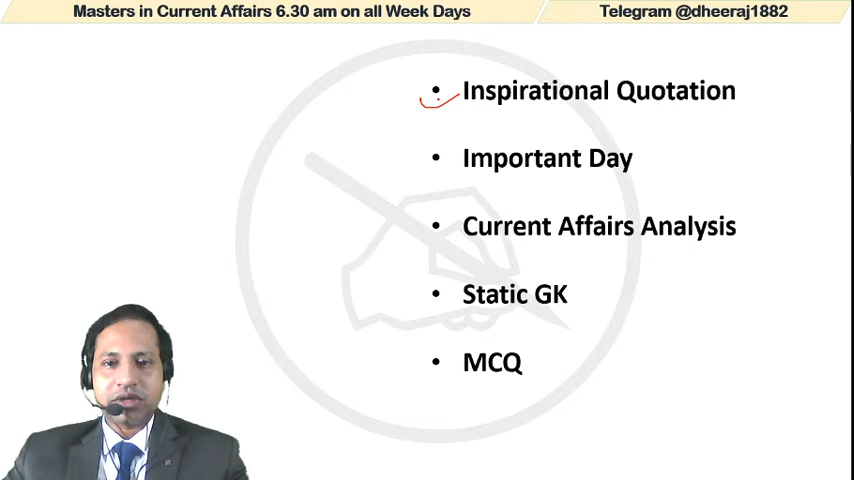 Masters in Current Affairs 6.30 am on all Week Days
Telegram @dheeraj1882
• Inspirational Quotation
• Important Day
• Current Affairs Analysis
• Static GK
• MCQ